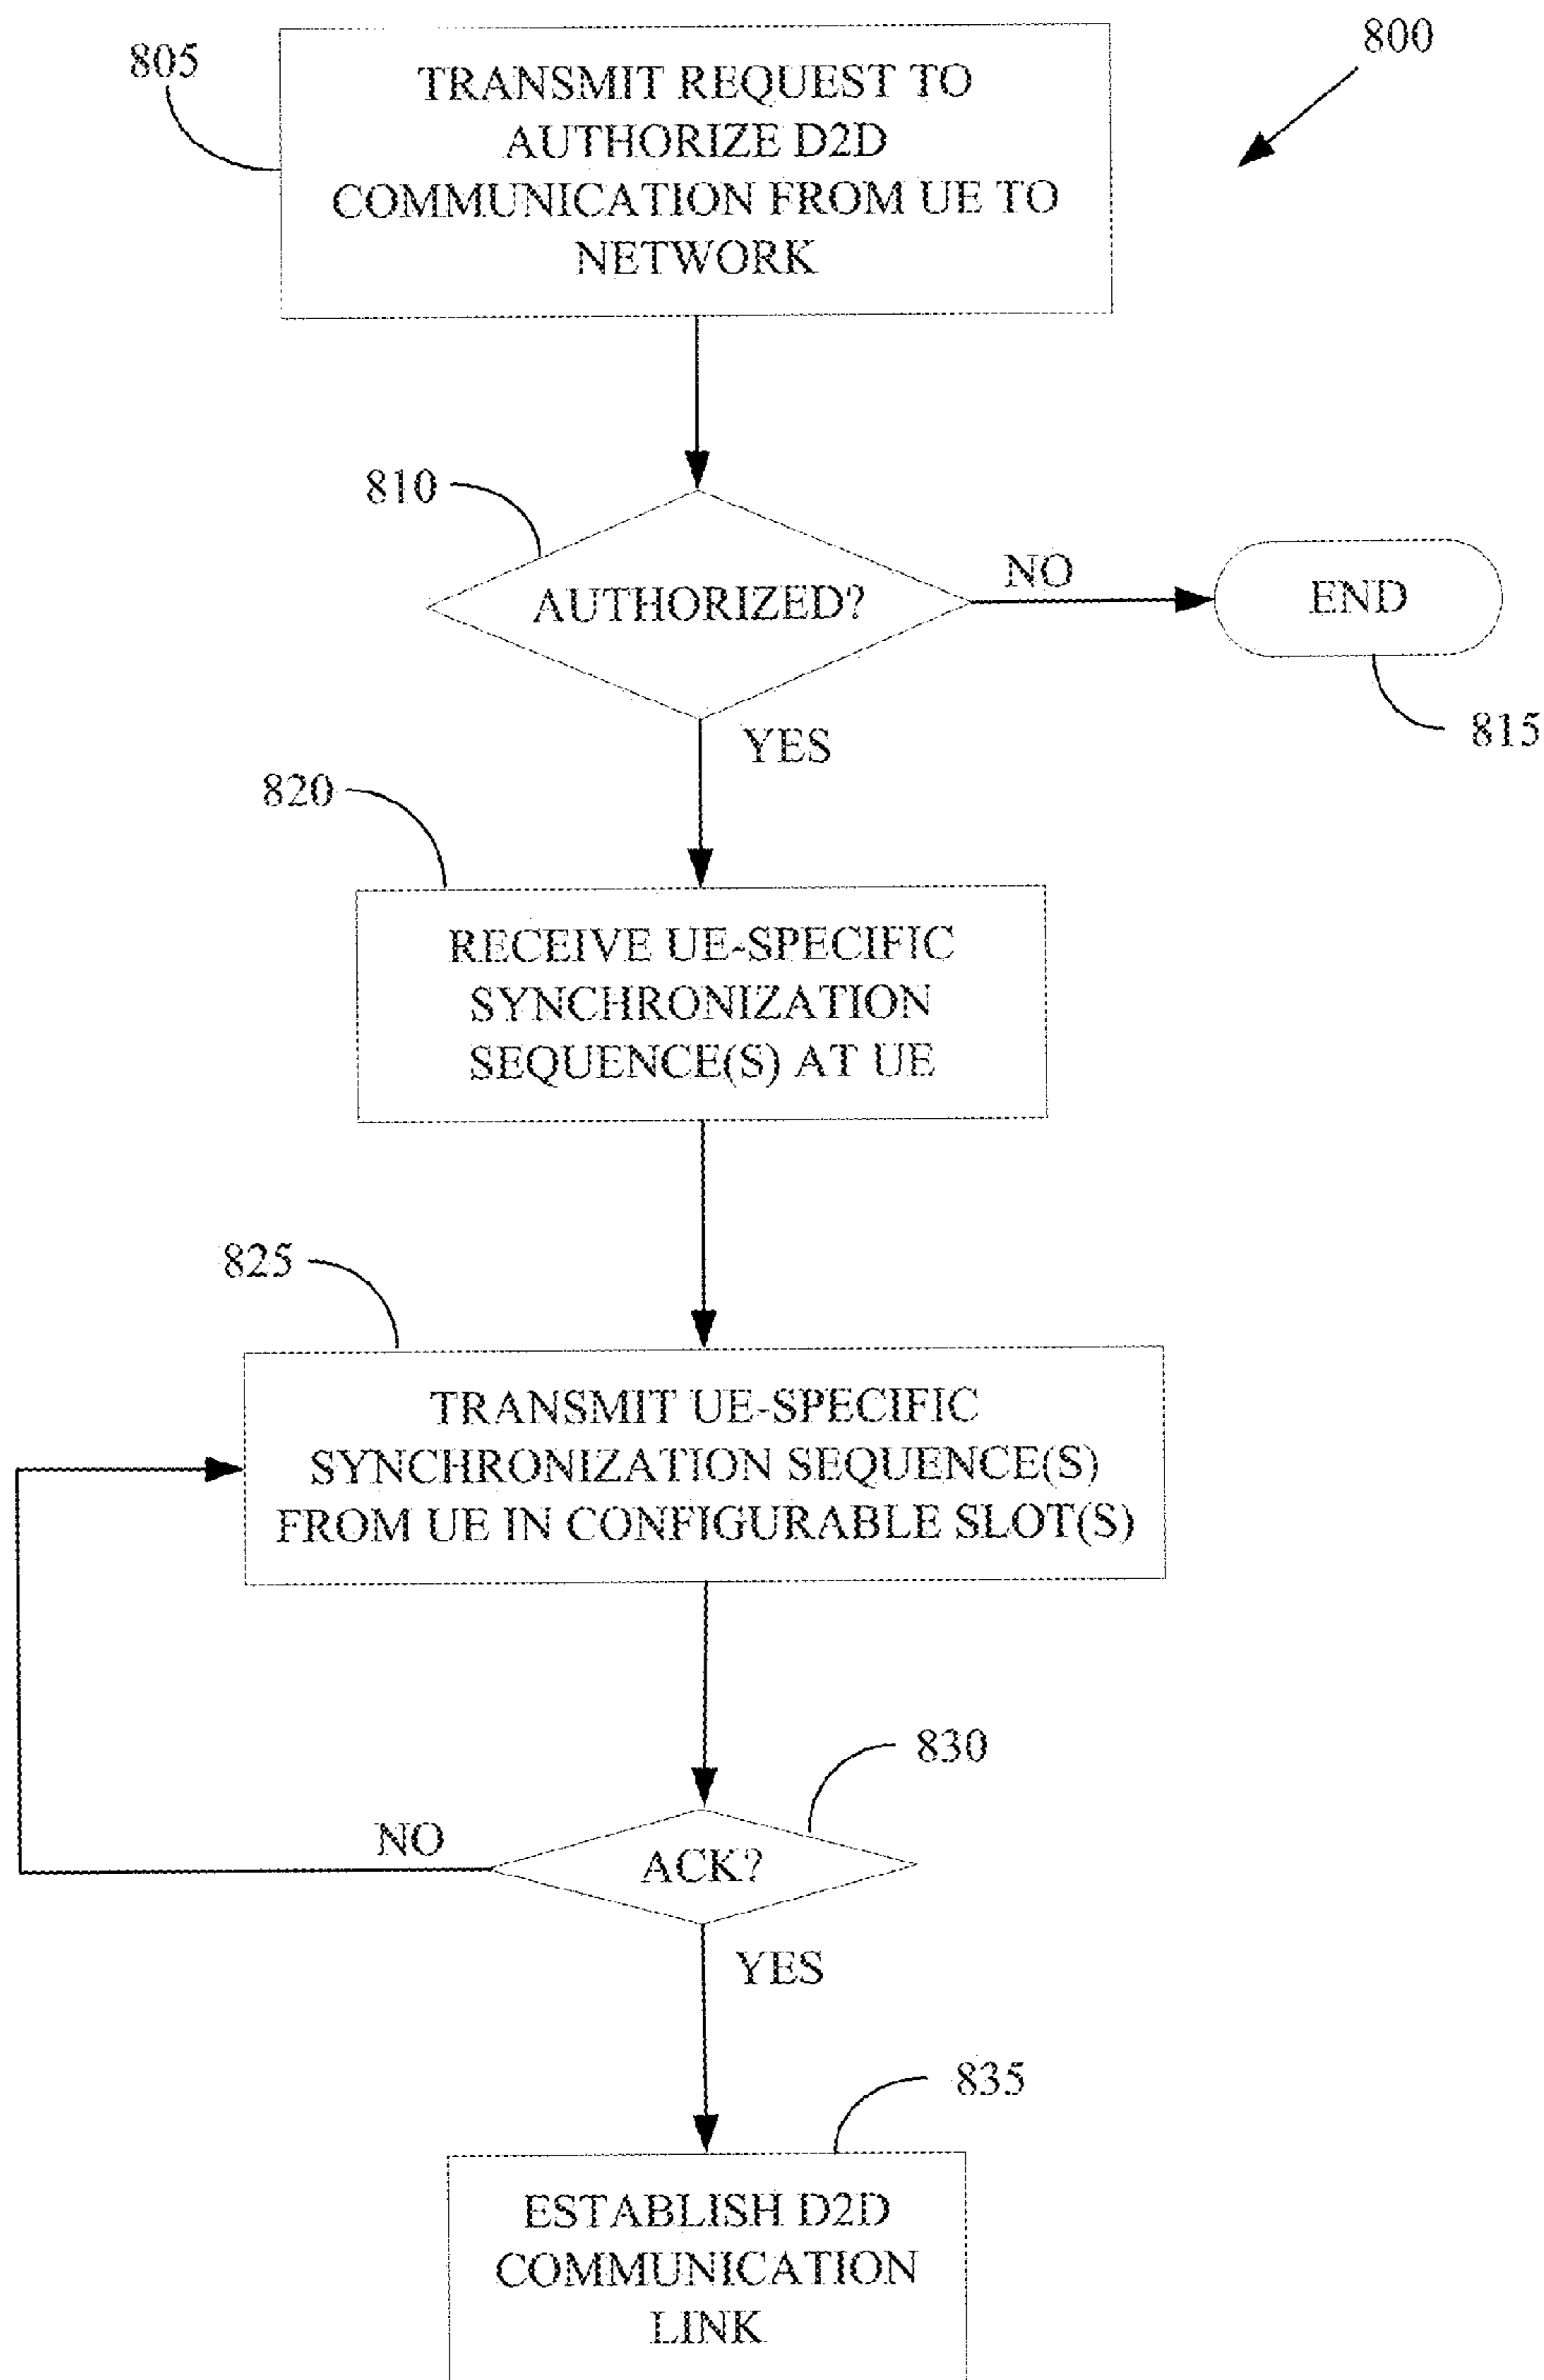 800
805
TRANSMIT REQUEST TO
AUTHORIZE D2D
COMMUNICATION FROM UE TO
NETWORK
810
AUTHORIZED?
NO
END
815
YES
820
RECEIVE UE-SPECIFIC
SYNCHRONIZATION
SEQUENCE(S) AT UE
825
TRANSMIT UE-SPECIFIC
SYNCHRONIZATION SEQUENCE(S)
FROM UE IN CONFIGURABLE SLOT(S)
830
NO
ACK?
YES
835
ESTABLISH D2D
COMMUNICATION
LINK